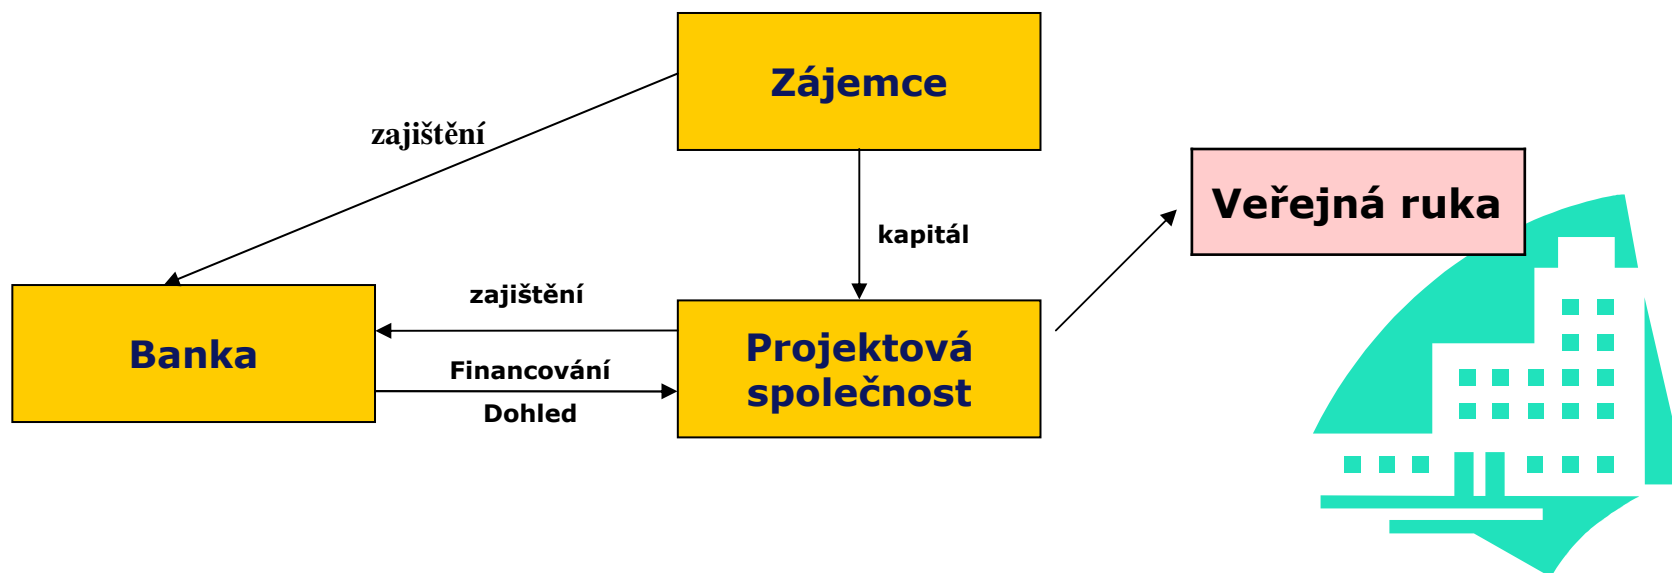 Zájemce
zajištění
Veřejná ruka
kapitál
zajištění
Banka
Projektová
společnost
Financování
Dohled